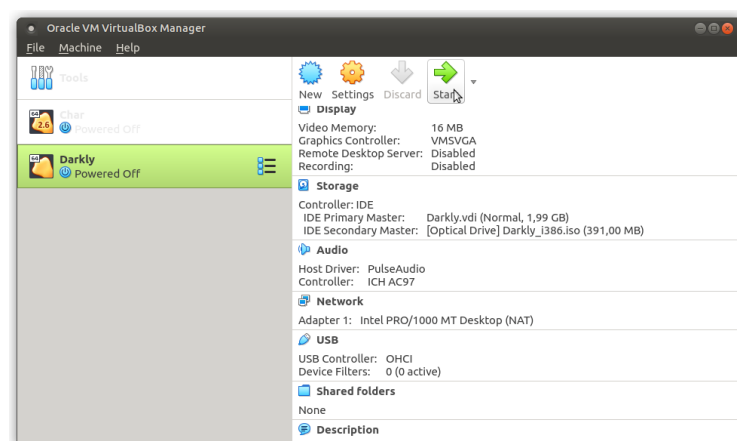 Oracle VM VirtualBox Manager
File Machine Help
Tools
64
2.6
Char
Powered Off
64
Darkly
Powered Off
New Settings Discard Start
Display
Video Memory: 16 MB
Graphics Controller: VMSVGA
Remote Desktop Server: Disabled
Recording: Disabled
Storage
Controller: IDE
IDE Primary Master: Darkly.vdi (Normal, 1,99 GB)
IDE Secondary Master: [Optical Drive] Darkly_i386.iso (391,00 MB)
Audio
Host Driver: PulseAudio
Controller: ICH AC97
Network
Adapter 1: Intel PRO/1000 MT Desktop (NAT)
USB
USB Controller: OHCI
Device Filters: 0 (0 active)
Shared folders
None
Description